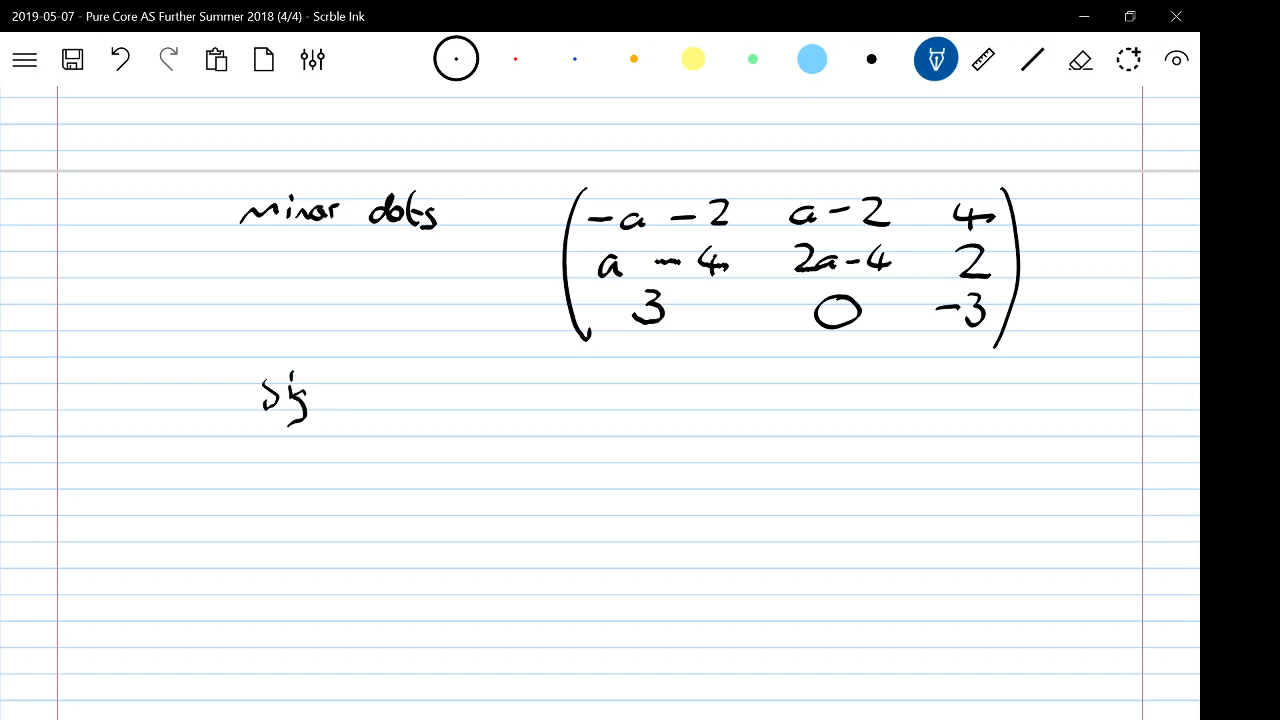 2019-05-07 - Pure Core AS Further Summer 2018 (4/4) - Scrble Ink
minor dets
-a - 2 a - 2 4
a - 4 2a - 4 2
3 0 -3
sig